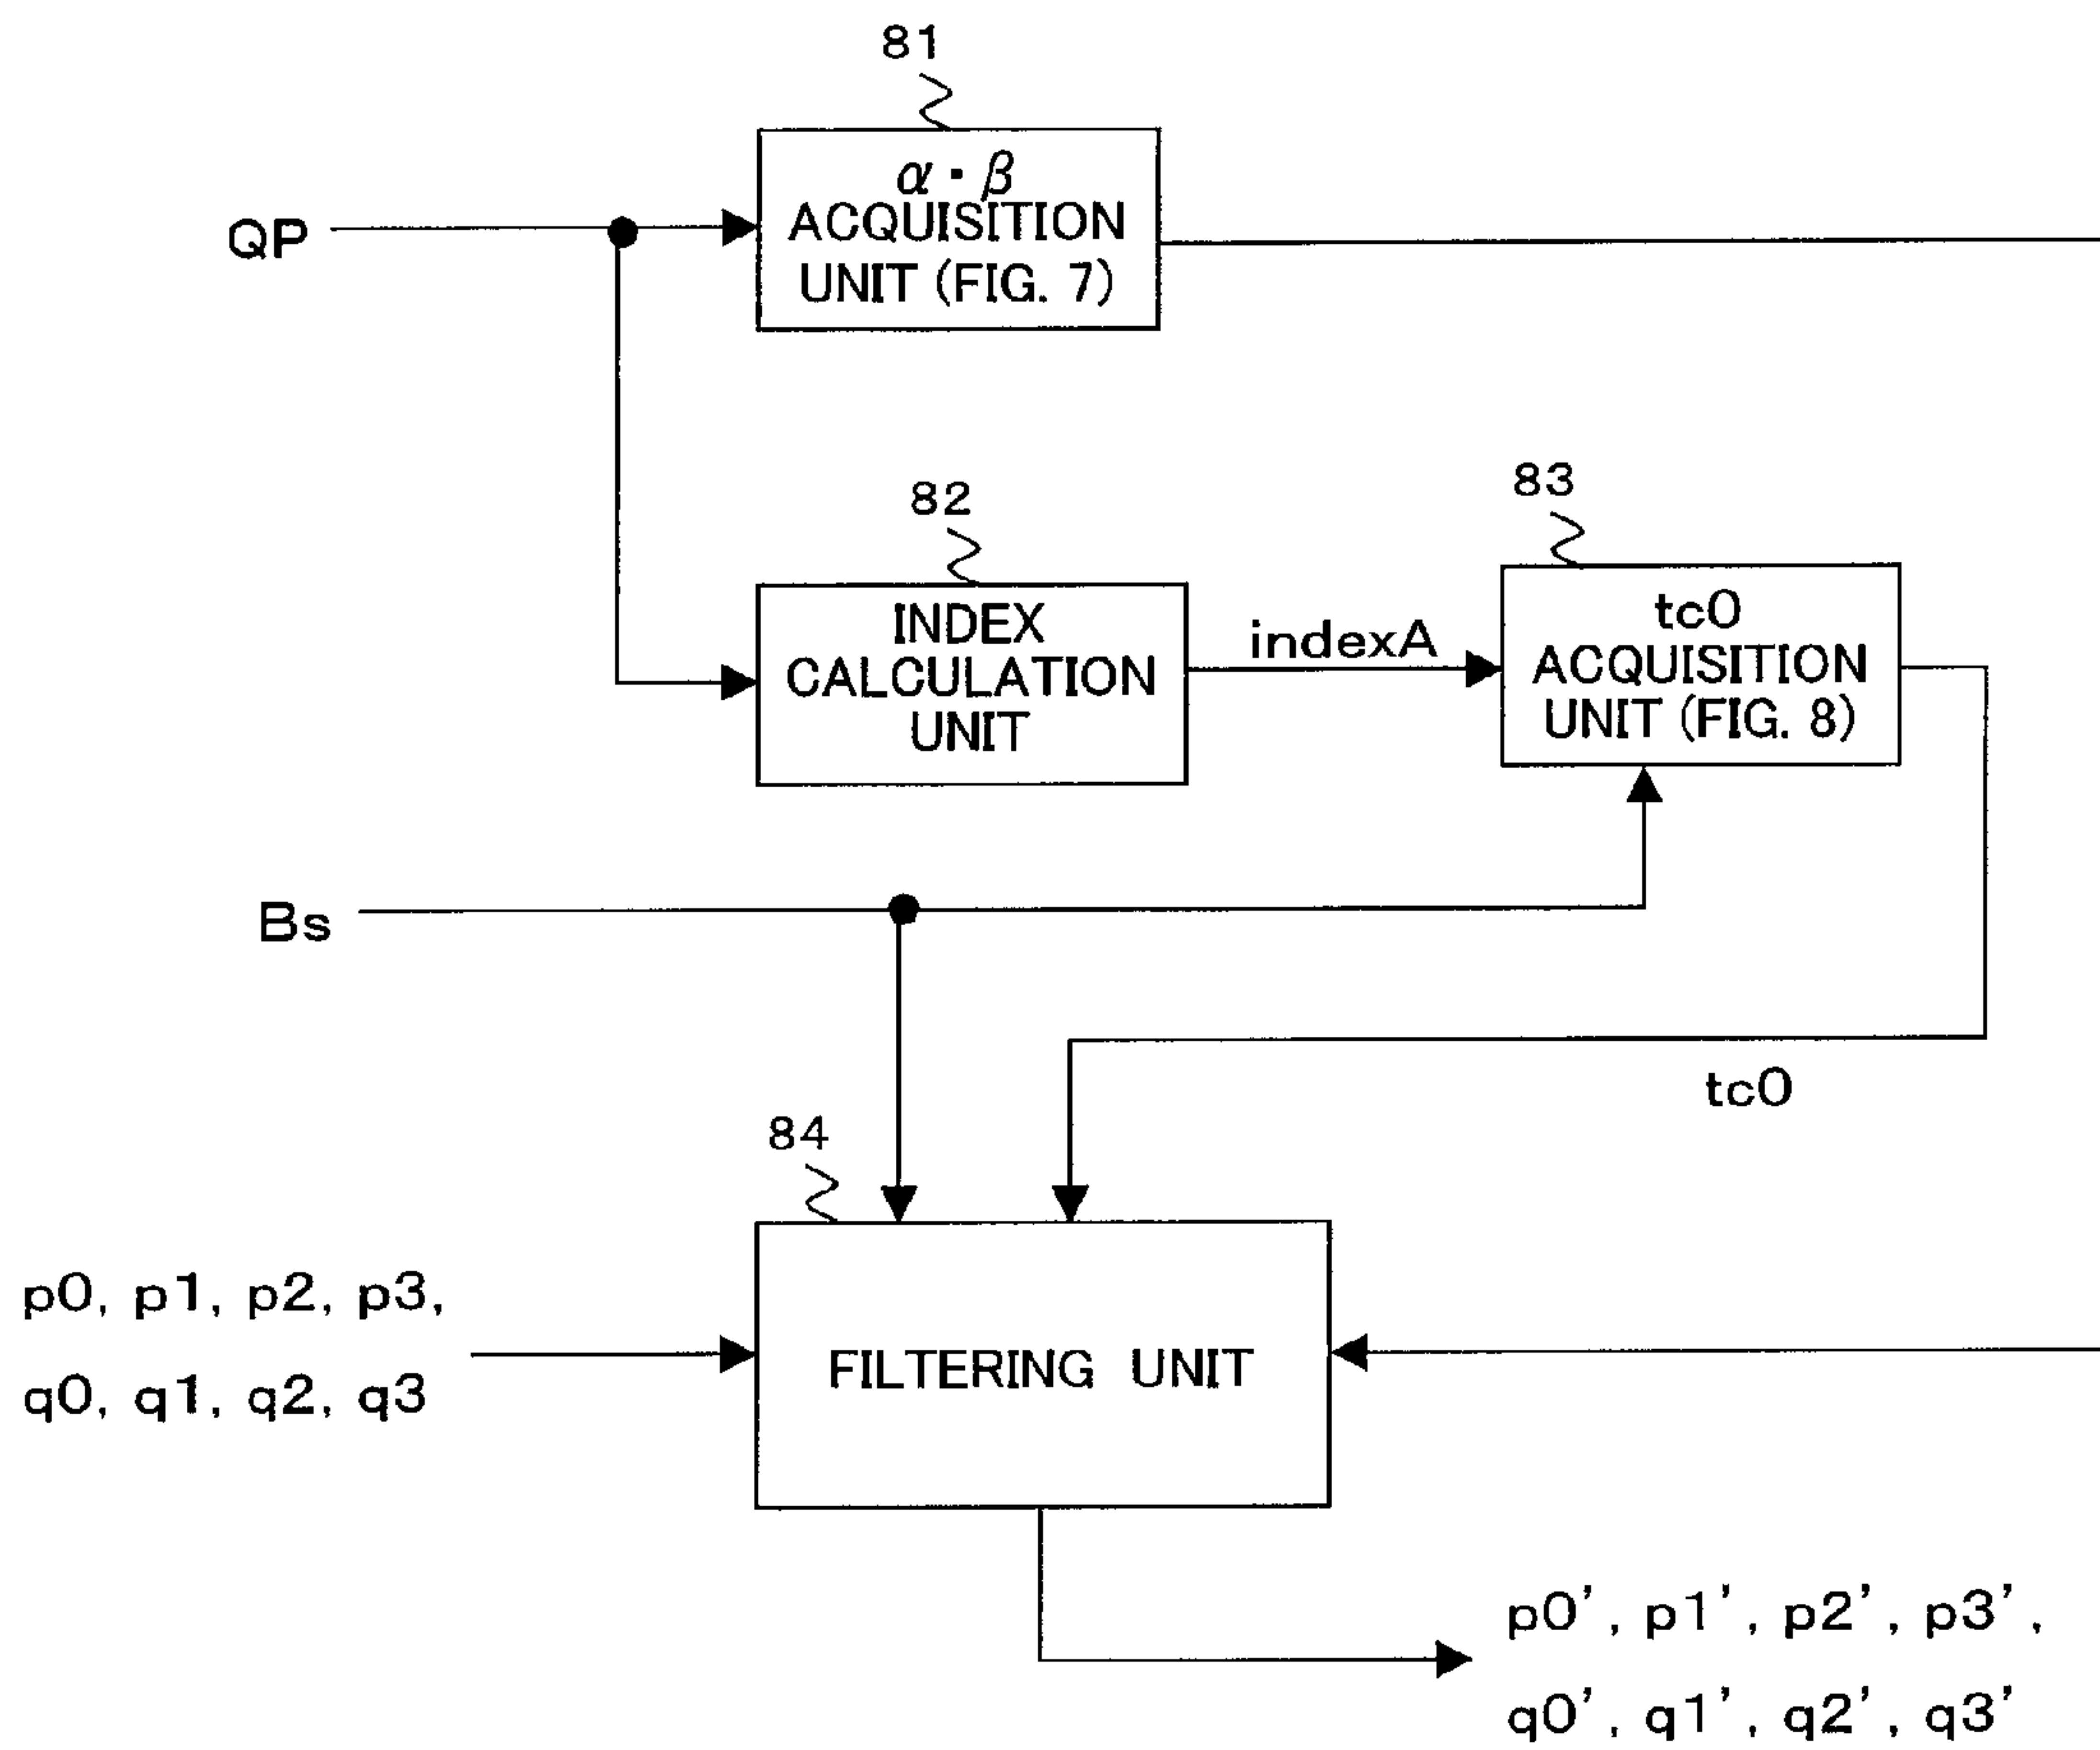 81
α・β
ACQUISITION
UNIT (FIG. 7)
QP
82
INDEX
CALCULATION
UNIT
indexA
83
tc0
ACQUISITION
UNIT (FIG. 8)
Bs
tc0
84
p0, p1, p2, p3,
q0, q1, q2, q3
FILTERING UNIT
p0’, p1’, p2’, p3’,
q0’, q1’, q2’, q3’